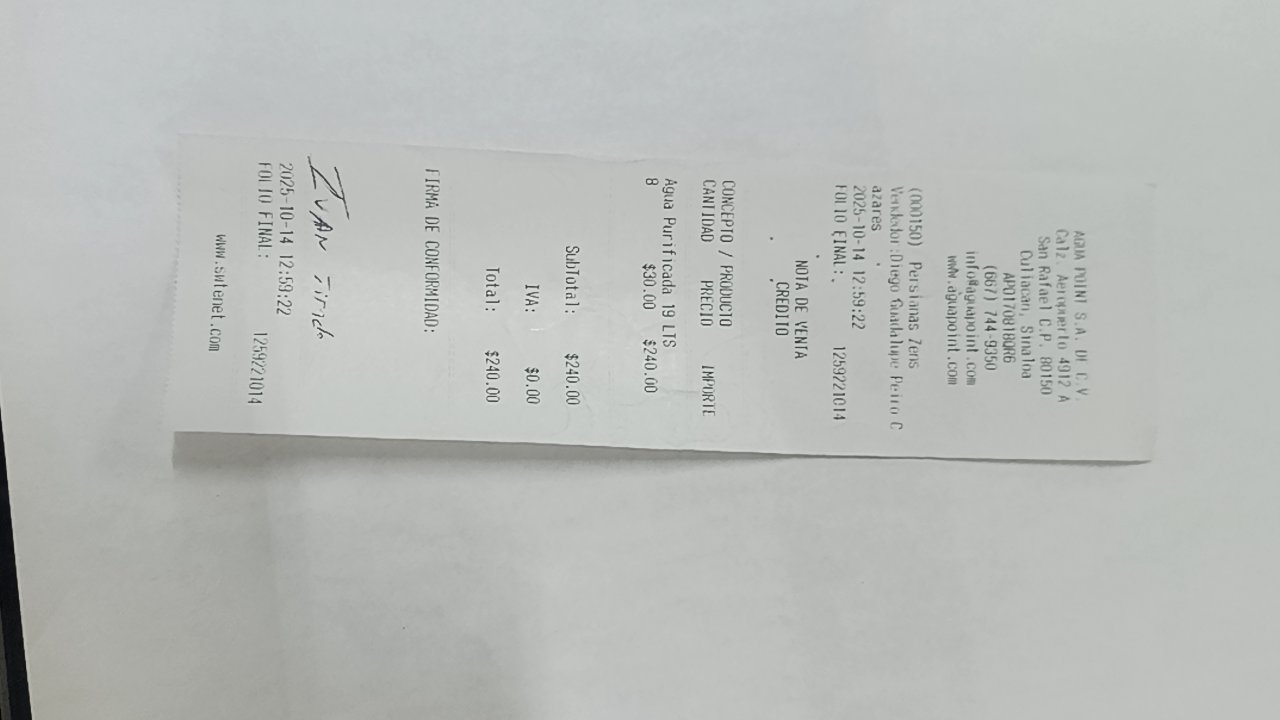 AGUA POINT S.A. DE C.V.
Calz. Aeropuerto 4912 A
San Rafael C.P. 80150
Culiacan, Sinaloa
(667) 744-9350
info@aguapoint.com
www.aguapoint.com
(000150) Persianas Zens
Vendedor:Diego Guadalupe Peiro C
azares
2025-10-14 12:59:22
FOLIO FINAL: 1259221014
NOTA DE VENTA
CREDITO
CONCEPTO / PRODUCTO
CANTIDAD PRECIO IMPORTE
Agua Purificada 19 LTS
8 $30.00 $240.00
SubTotal: $240.00
IVA: $0.00
Total: $240.00
FIRMA DE CONFORMIDAD:
IVAN
2025-10-14 12:59:22
FOLIO FINAL: 1259221014
www.swtenet.com